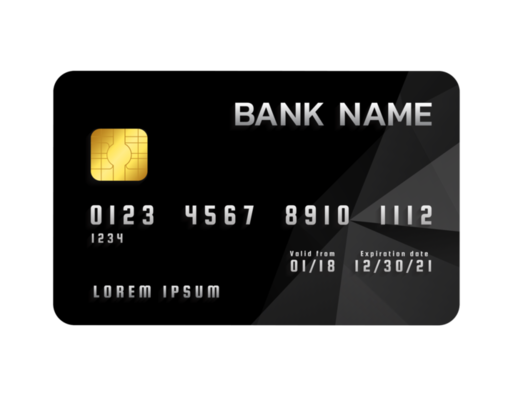 BANK NAME
0123 4567 8910 1112
1234
Valid from Expiration date
01/18 12/30/21
LOREM IPSUM